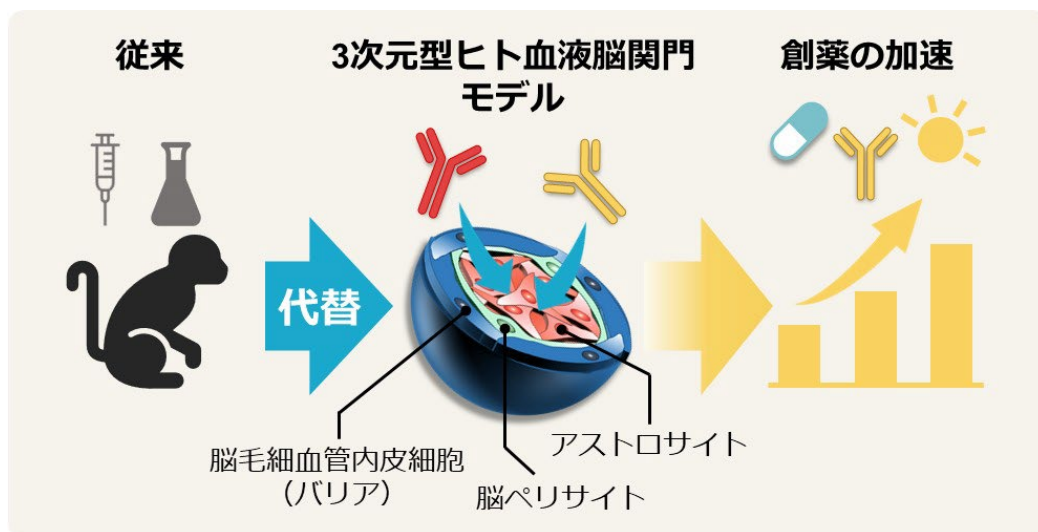 従来
3次元型ヒト血液脳関門
モデル
創薬の加速
代替
脳毛細血管内皮細胞
（バリア）
脳ペリサイト
アストロサイト